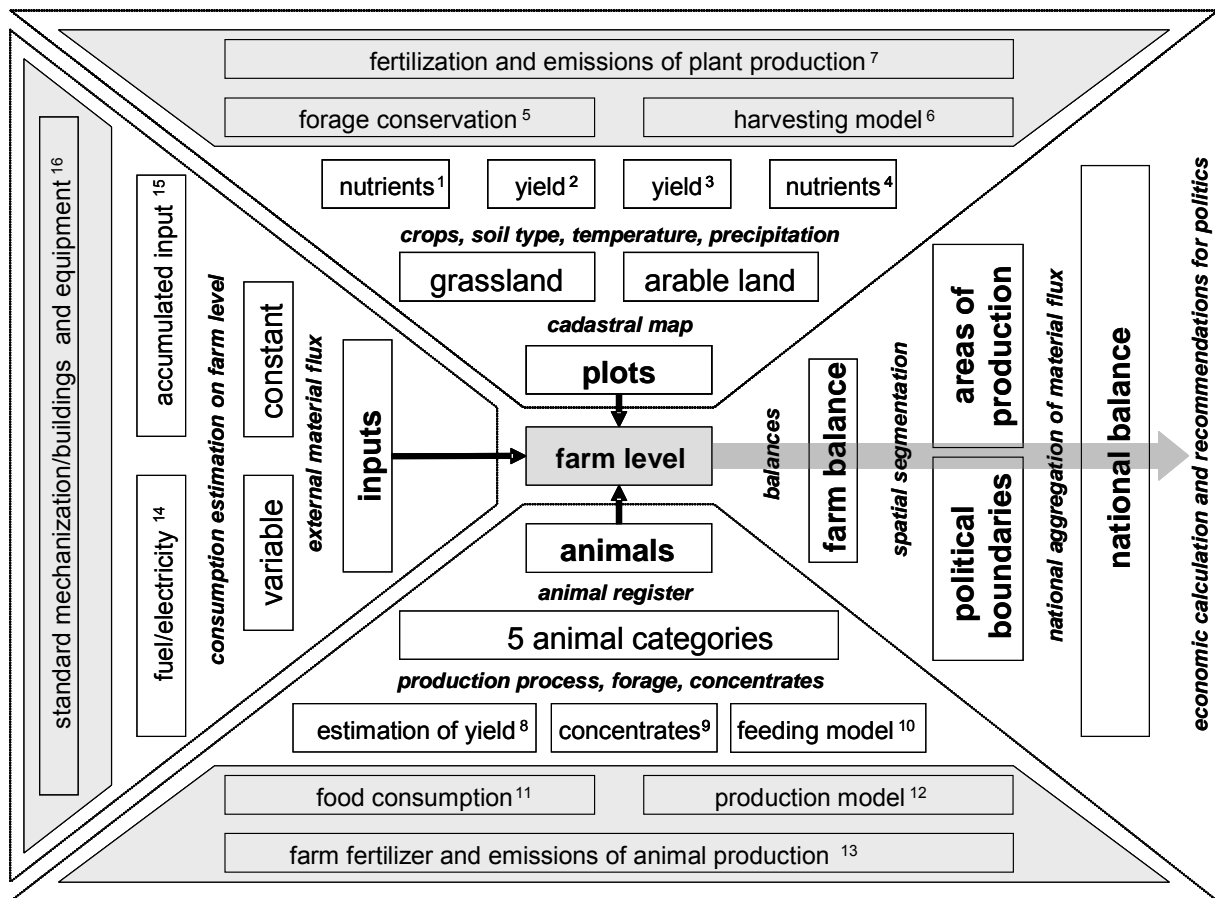 fertilization and emissions of plant production 7
forage conservation 5
harvesting model 6
nutrients 1
yield 2
yield 3
nutrients 4
crops, soil type, temperature, precipitation
grassland
arable land
cadastral map
plots
farm level
animals
animal register
5 animal categories
production process, forage, concentrates
estimation of yield 8
concentrates 9
feeding model 10
food consumption 11
production model 12
farm fertilizer and emissions of animal production 13
standard mechanization/buildings and equipment 16
accumulated input 15
fuel/electricity 14
consumption estimation on farm level
constant
variable
external material flux
inputs
balances
farm balance
spatial segmentation
areas of
production
political
boundaries
national aggregation of material flux
national balance
economic calculation and recommendations for politics